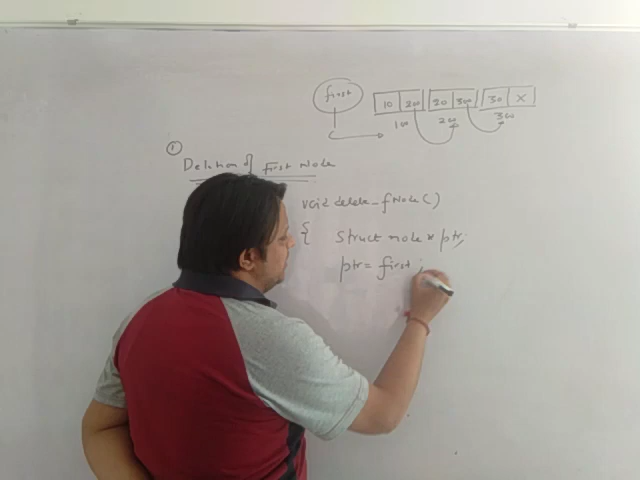 first
10 200 20 300 30 X
100 200 300
① Deletion of First Node
void delete_fNode()
{ Struct node * ptr;
ptr = first;